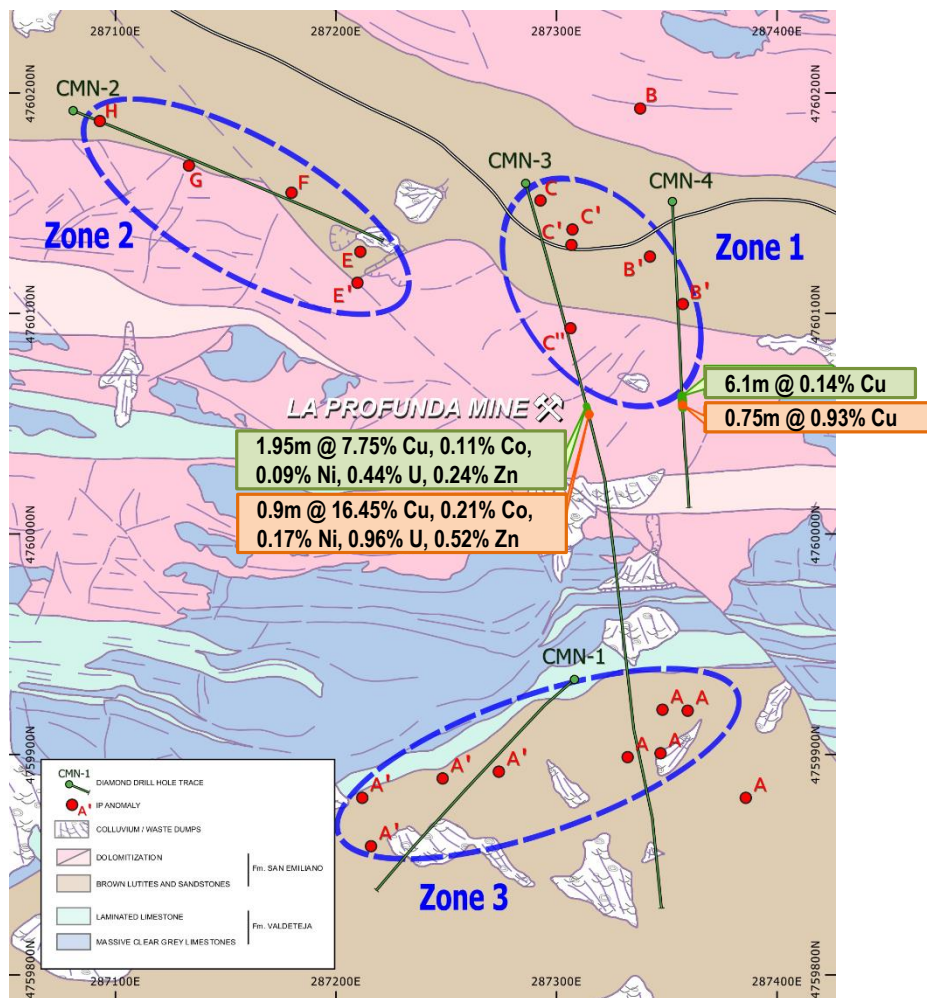 287100E
287200E
287300E
287400E
4760200N
4760200N
CMN-2
H
G
F
E
E'
Zone 2
B
CMN-3
CMN-4
C
C'
C'
B'
B'
C''
Zone 1
4760100N
4760100N
LA PROFUNDA MINE
6.1m @ 0.14% Cu
0.75m @ 0.93% Cu
1.95m @ 7.75% Cu, 0.11% Co,
0.09% Ni, 0.44% U, 0.24% Zn
0.9m @ 16.45% Cu, 0.21% Co,
0.17% Ni, 0.96% U, 0.52% Zn
4760000N
4760000N
CMN-1
A
A
A
A
A
A'
A'
A'
A'
Zone 3
4759900N
4759900N
CMN-1
DIAMOND DRILL HOLE TRACE
A'
IP ANOMALY
COLLUVIUM / WASTE DUMPS
DOLOMITIZATION
BROWN LUTITES AND SANDSTONES
Fm. SAN EMILIANO
LAMINATED LIMESTONE
MASSIVE CLEAR GREY LIMESTONES
Fm. VALDETEJA
4759800N
4759800N
287100E
287200E
287300E
287400E